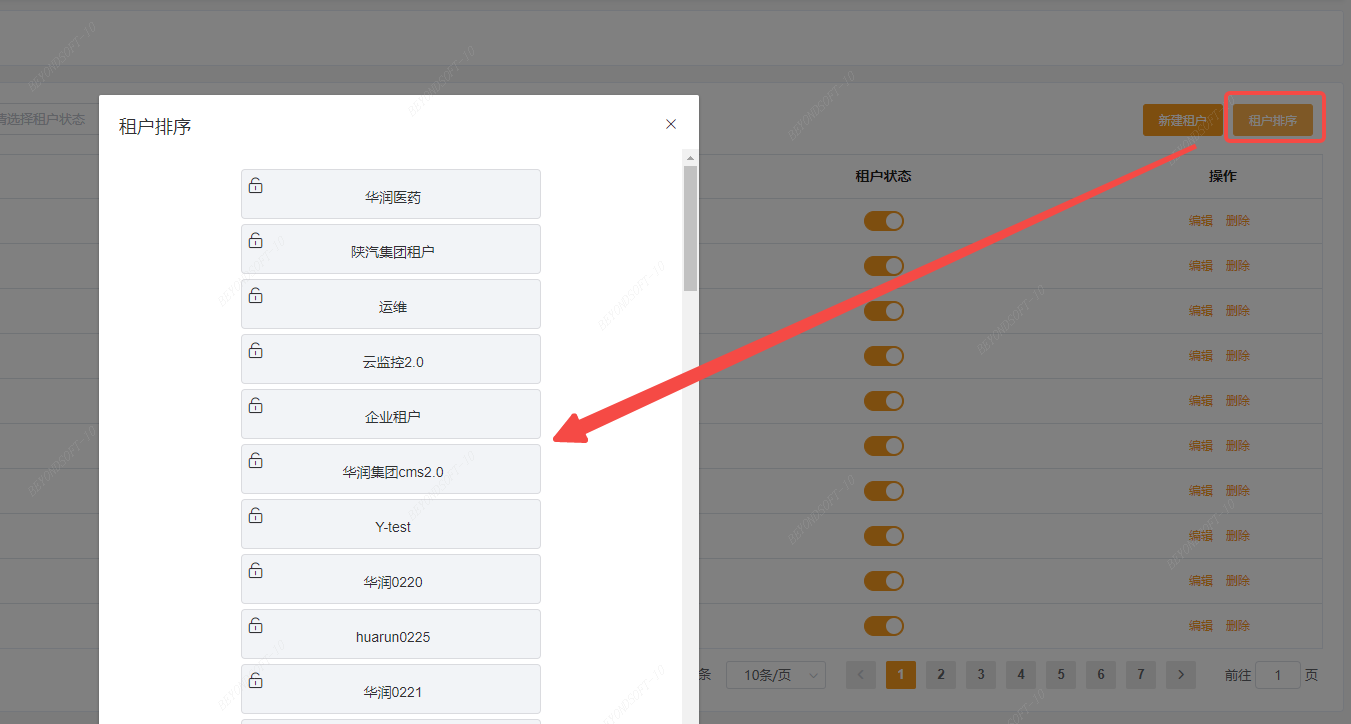 请选择租户状态
新建租户
租户排序
租户排序
租户状态
操作
华润医药
编辑 删除
陕汽集团租户
编辑 删除
运维
编辑 删除
云监控2.0
编辑 删除
企业租户
编辑 删除
华润集团cms2.0
编辑 删除
Y-test
编辑 删除
华润0220
编辑 删除
huarun0225
编辑 删除
华润0221
编辑 删除
条
10条/页
1 2 3 4 5 6 7
前往 1 页
BEYONDSOFT-10